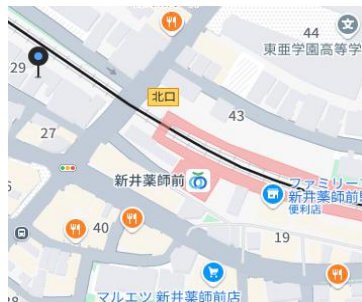 44
東亜学園高等学
29
北口
43
27
新井薬師前
ファミリー
新井薬師前
便利店
40
19
マルエツ 新井薬師前店